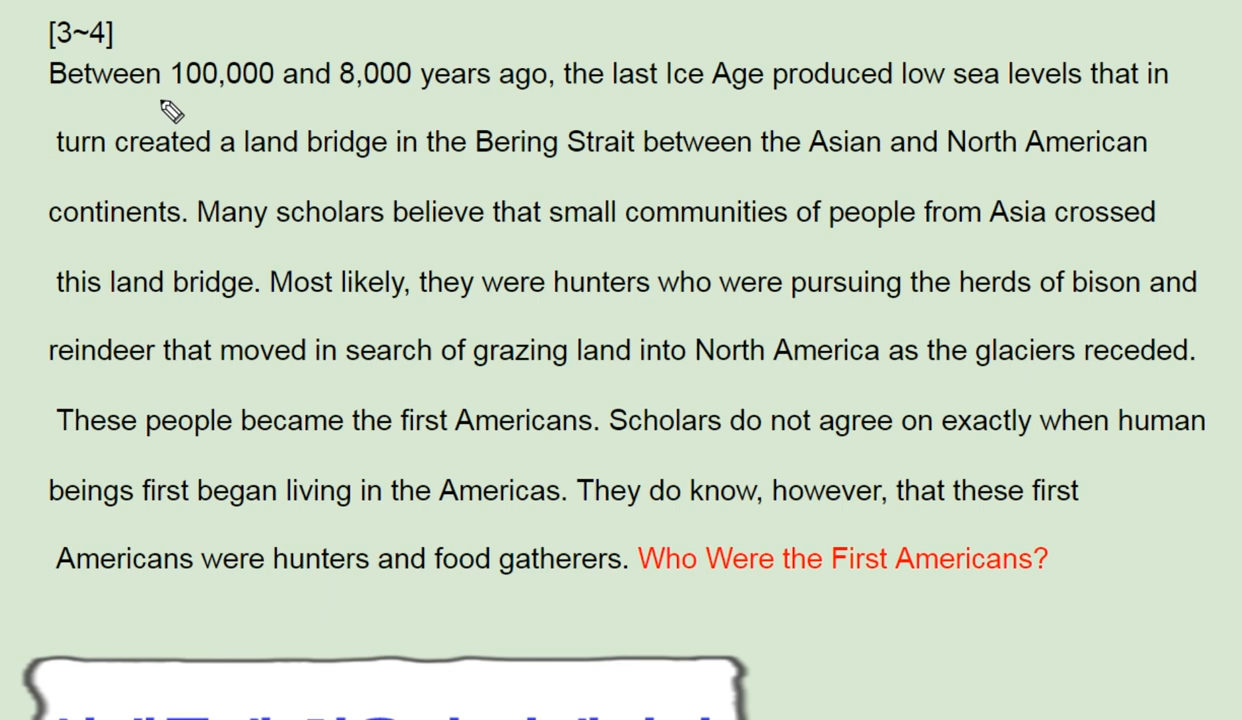 [3~4]
Between 100,000 and 8,000 years ago, the last Ice Age produced low sea levels that in
turn created a land bridge in the Bering Strait between the Asian and North American
continents. Many scholars believe that small communities of people from Asia crossed
this land bridge. Most likely, they were hunters who were pursuing the herds of bison and
reindeer that moved in search of grazing land into North America as the glaciers receded.
These people became the first Americans. Scholars do not agree on exactly when human
beings first began living in the Americas. They do know, however, that these first
Americans were hunters and food gatherers. Who Were the First Americans?